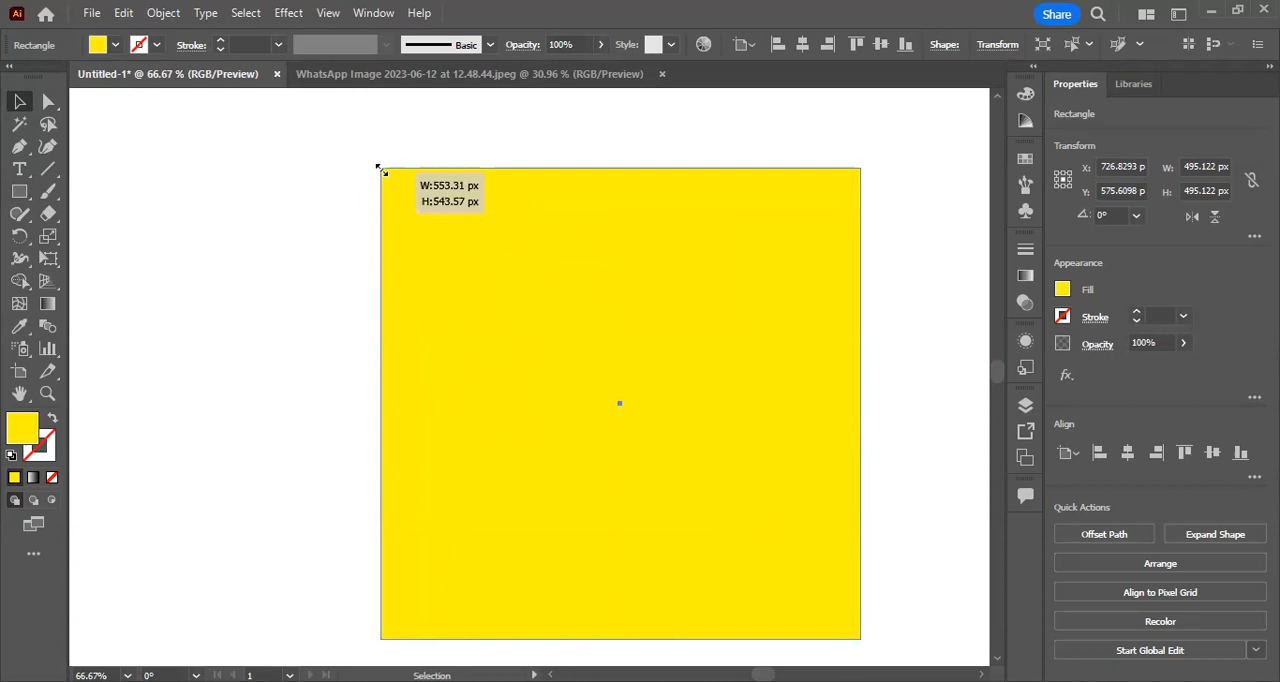 Ai File Edit Object Type Select Effect View Window Help Share
Rectangle Stroke: Basic Opacity: 100% Style: Shape: Transform
Untitled-1* @ 66.67 % (RGB/Preview) × WhatsApp Image 2023-06-12 at 12.48.44.jpeg @ 30.96 % (RGB/Preview) ×
Properties Libraries
Rectangle
Transform
X: 726.8293 p W: 495.122 px
Y: 575.6098 p H: 495.122 px
0°
W:553.31 px
H:543.57 px
Appearance
Fill
Stroke
Opacity 100%
fx.
Align
Quick Actions
Offset Path Expand Shape
Arrange
Align to Pixel Grid
Recolor
Start Global Edit
66.67% 0° 1 Selection